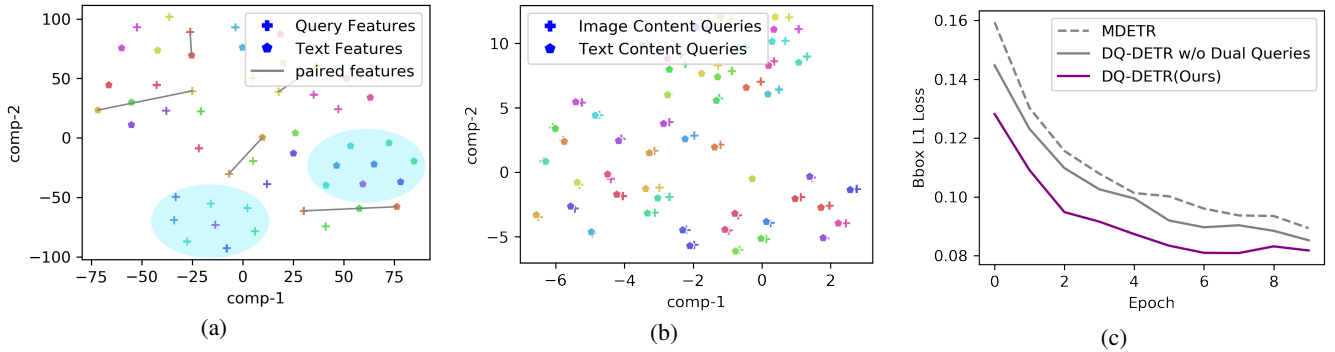 100
50
0
−50
−100
comp-2
−75
−50
−25
0
25
50
75
comp-1
Query Features
Text Features
paired features
(a)
10
5
0
−5
comp-2
−6
−4
−2
0
2
comp-1
Image Content Queries
Text Content Queries
(b)
0.16
0.14
0.12
0.10
0.08
Bbox L1 Loss
0
2
4
6
8
Epoch
MDETR
DQ-DETR w/o Dual Queries
DQ-DETR(Ours)
(c)